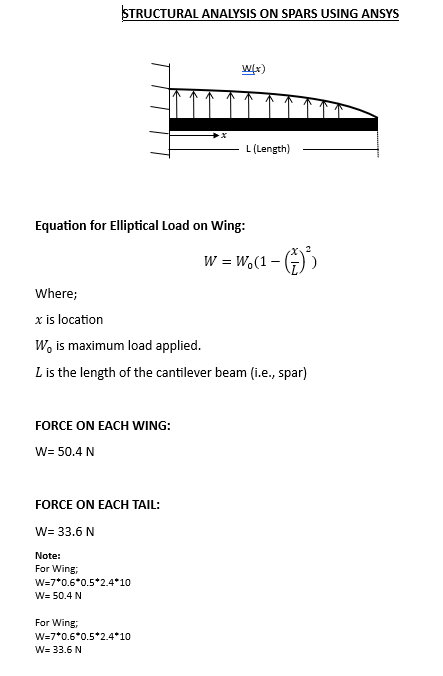 STRUCTURAL ANALYSIS ON SPARS USING ANSYS
W(x)
x
L (Length)
Equation for Elliptical Load on Wing:
W = W₀(1 − (x/L)²)
Where;
x is location
W₀ is maximum load applied.
L is the length of the cantilever beam (i.e., spar)
FORCE ON EACH WING:
W= 50.4 N
FORCE ON EACH TAIL:
W= 33.6 N
Note:
For Wing;
W=7*0.6*0.5*2.4*10
W= 50.4 N
For Wing;
W=7*0.6*0.5*2.4*10
W= 33.6 N